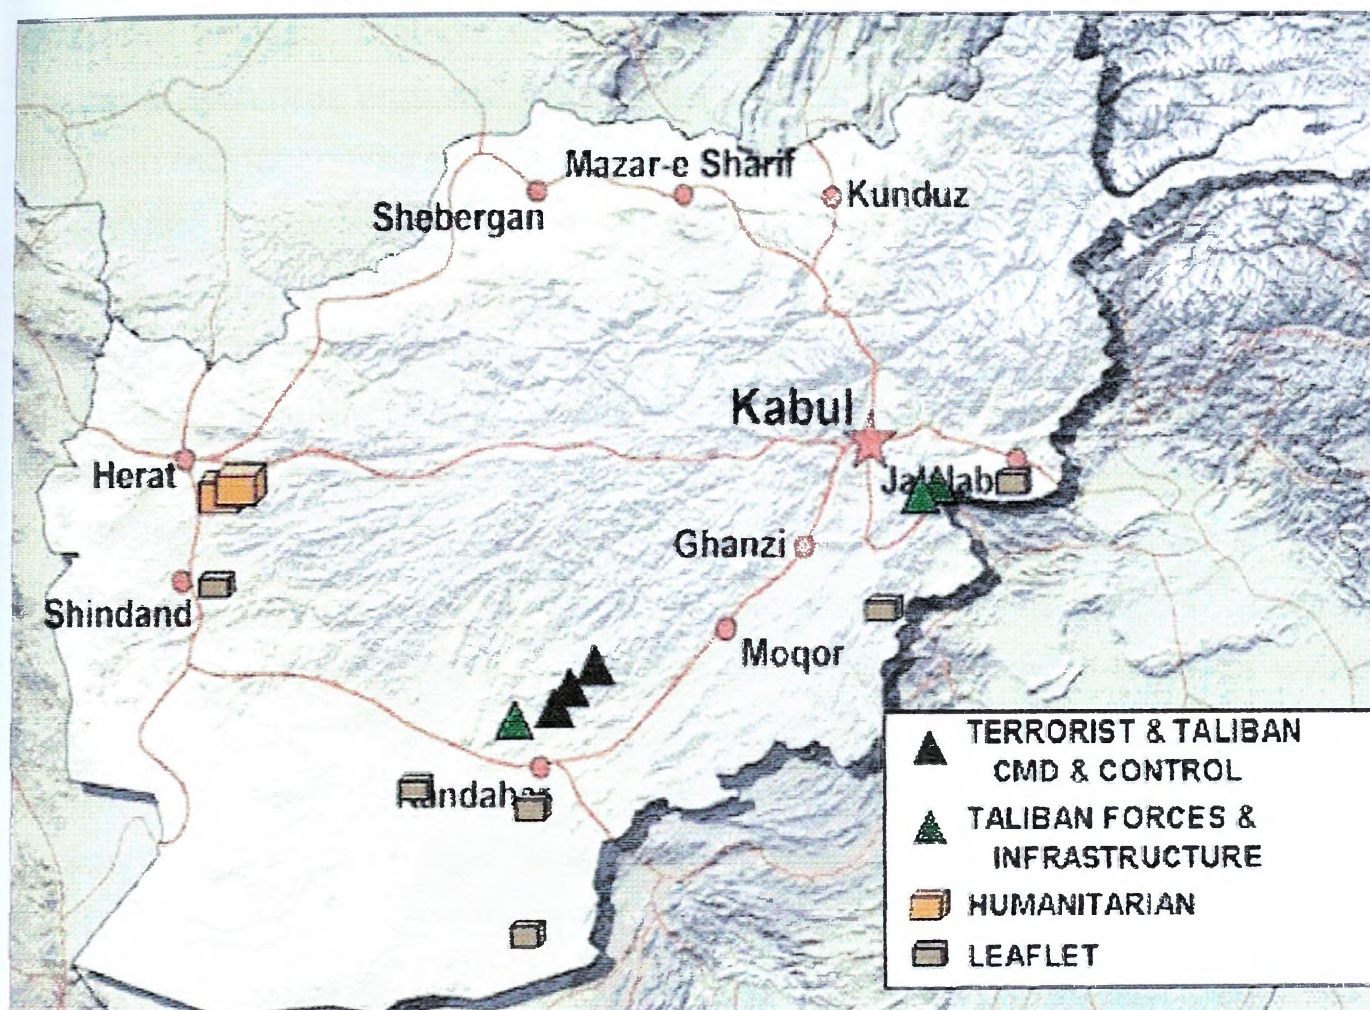 Mazar-e Sharif
Kunduz
Shebergan
Kabul
Herat
Ghanzi
Shindand
Moqor
TERRORIST & TALIBAN
CMD & CONTROL
TALIBAN FORCES &
INFRASTRUCTURE
HUMANITARIAN
LEAFLET